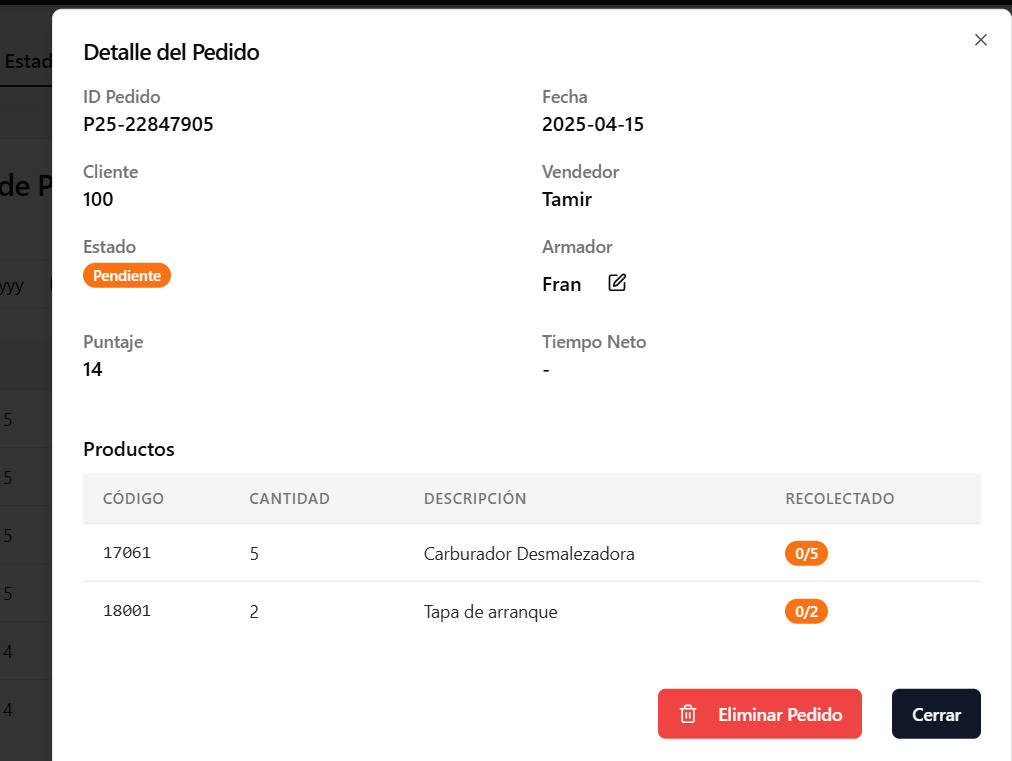 Detalle del Pedido
ID Pedido
P25-22847905
Fecha
2025-04-15
Cliente
100
Vendedor
Tamir
Estado
Pendiente
Armador
Fran
Puntaje
14
Tiempo Neto
-
Productos
CÓDIGO CANTIDAD DESCRIPCIÓN RECOLECTADO
17061 5 Carburador Desmalezadora 0/5
18001 2 Tapa de arranque 0/2
Eliminar Pedido Cerrar
Estad
de P
yyy
5
5
5
5
4
4